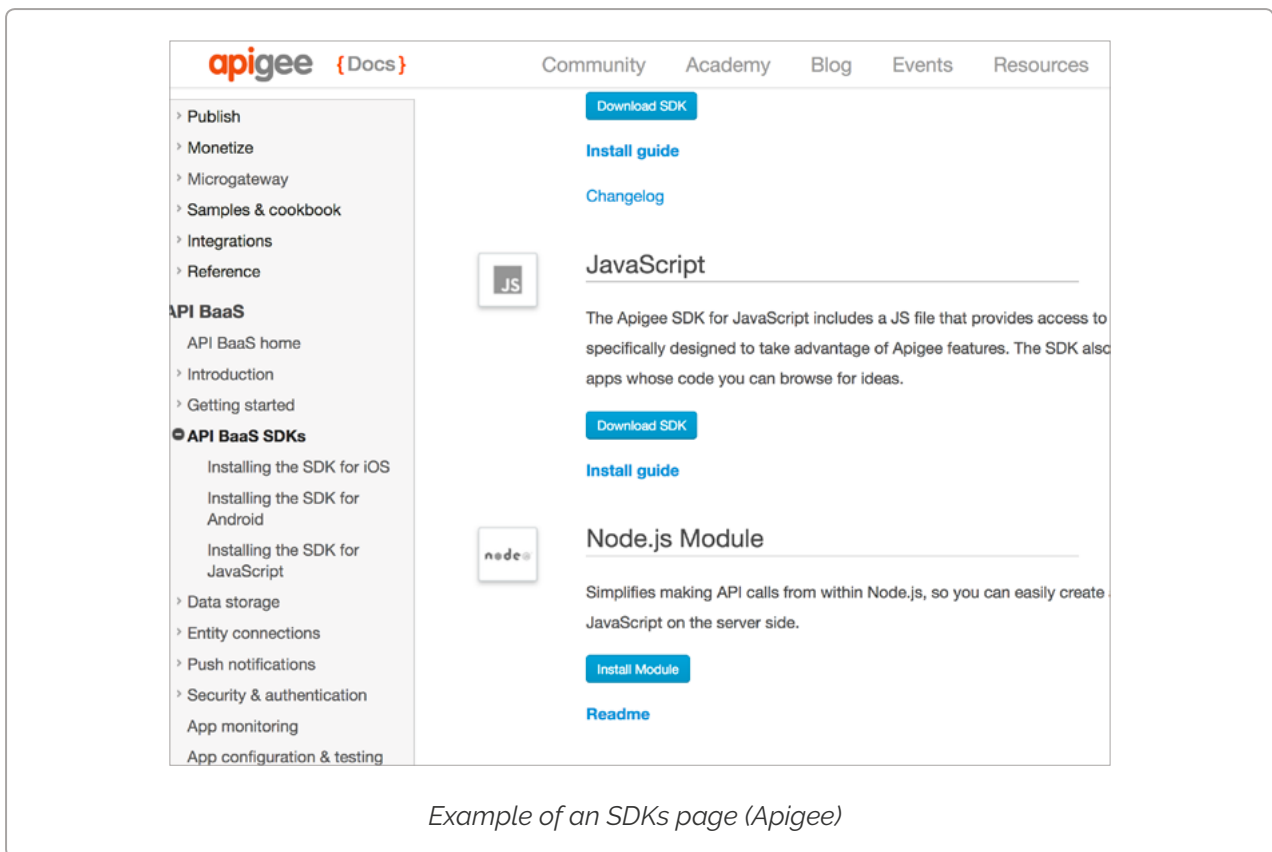 apigee {Docs}
Community Academy Blog Events Resources
Publish
Monetize
Microgateway
Samples & cookbook
Integrations
Reference
API BaaS
API BaaS home
Introduction
Getting started
API BaaS SDKs
Installing the SDK for iOS
Installing the SDK for
Android
Installing the SDK for
JavaScript
Data storage
Entity connections
Push notifications
Security & authentication
App monitoring
App configuration & testing
Download SDK
Install guide
Changelog
JS
JavaScript
The Apigee SDK for JavaScript includes a JS file that provides access to
specifically designed to take advantage of Apigee features. The SDK also
apps whose code you can browse for ideas.
Download SDK
Install guide
node
Node.js Module
Simplifies making API calls from within Node.js, so you can easily create
JavaScript on the server side.
Install Module
Readme
Example of an SDKs page (Apigee)